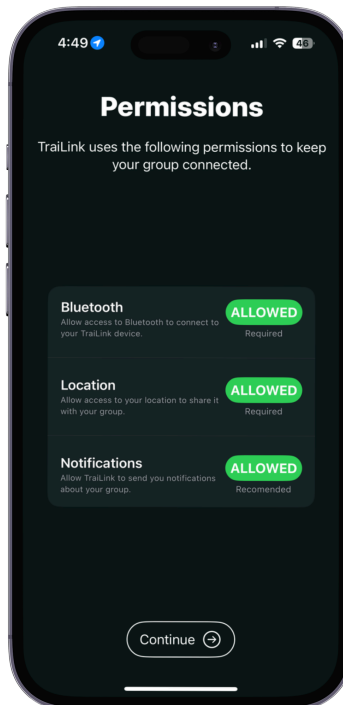 4:49
46
Permissions
TraiLink uses the following permissions to keep
your group connected.
Bluetooth
Allow access to Bluetooth to connect to
your TraiLink device.
ALLOWED
Required
Location
Allow access to your location to share it
with your group.
ALLOWED
Required
Notifications
Allow TraiLink to send you notifications
about your group.
ALLOWED
Recomended
Continue